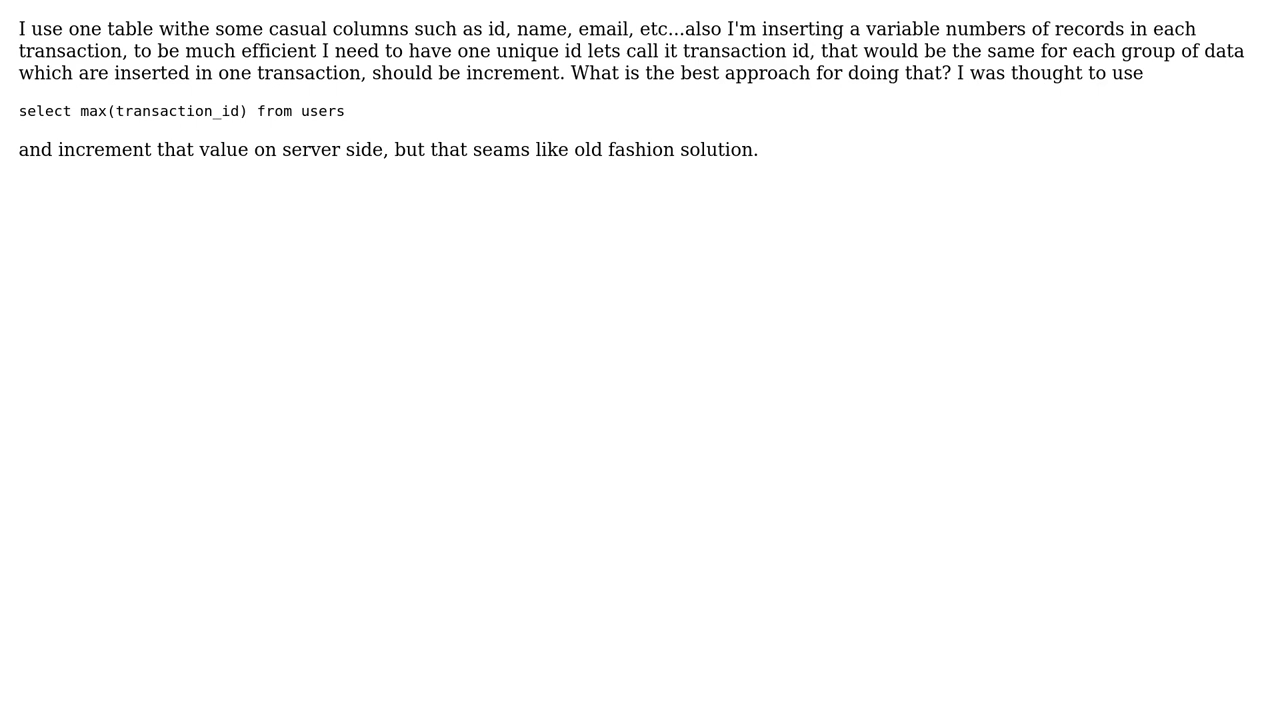 I use one table withe some casual columns such as id, name, email, etc...also I'm inserting a variable numbers of records in each
transaction, to be much efficient I need to have one unique id lets call it transaction id, that would be the same for each group of data
which are inserted in one transaction, should be increment. What is the best approach for doing that? I was thought to use
select max(transaction_id) from users
and increment that value on server side, but that seams like old fashion solution.